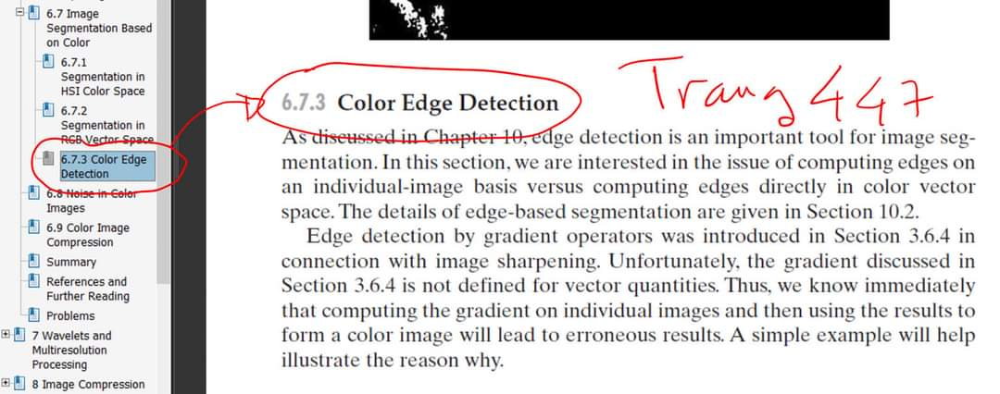 6.7 Image
Segmentation Based
on Color
6.7.1
Segmentation in
HSI Color Space
6.7.2
Segmentation in
RGB Vector Space
6.7.3 Color Edge
Detection
6.8 Noise in Color
Images
6.9 Color Image
Compression
Summary
References and
Further Reading
Problems
7 Wavelets and
Multiresolution
Processing
8 Image Compression
6.7.3 Color Edge Detection
Trang 447
As discussed in Chapter 10, edge detection is an important tool for image seg-
mentation. In this section, we are interested in the issue of computing edges on
an individual-image basis versus computing edges directly in color vector
space. The details of edge-based segmentation are given in Section 10.2.
Edge detection by gradient operators was introduced in Section 3.6.4 in
connection with image sharpening. Unfortunately, the gradient discussed in
Section 3.6.4 is not defined for vector quantities. Thus, we know immediately
that computing the gradient on individual images and then using the results to
form a color image will lead to erroneous results. A simple example will help
illustrate the reason why.